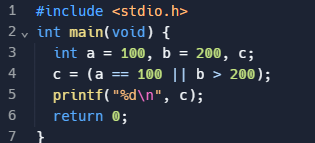 1 #include <stdio.h>
2 int main(void) {
3 int a = 100, b = 200, c;
4 c = (a == 100 || b > 200);
5 printf("%d\n", c);
6 return 0;
7 }